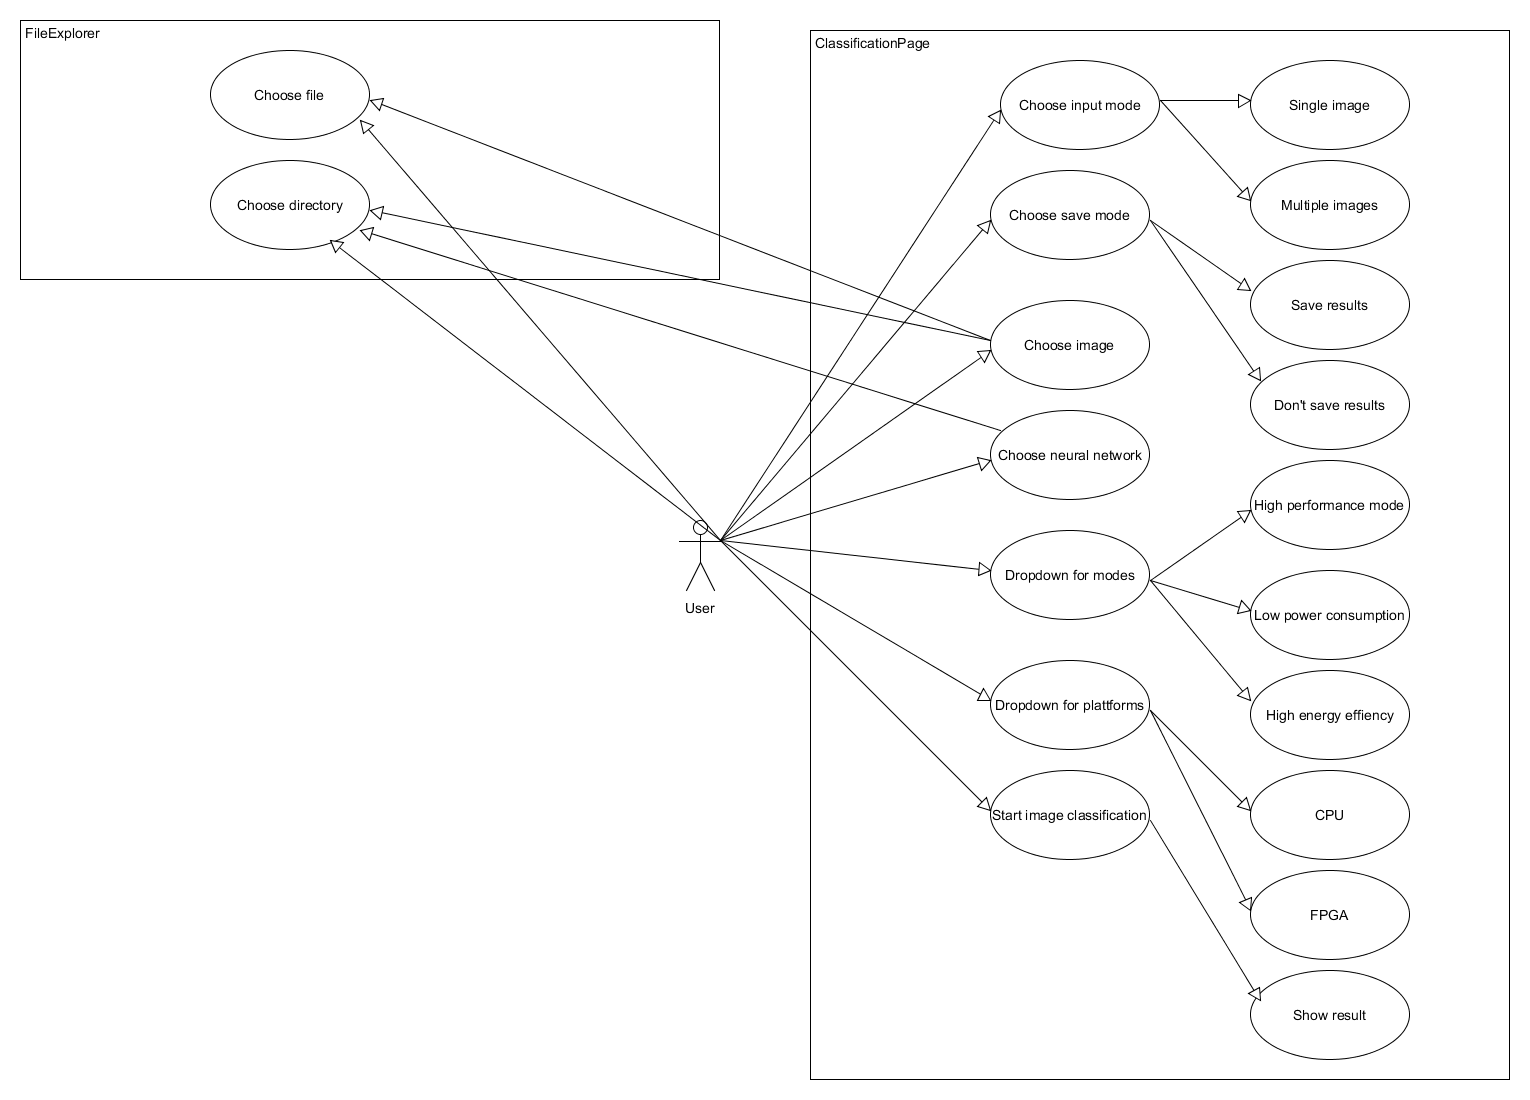 FileExplorer
Choose file
Choose directory
User
ClassificationPage
Choose input mode
Single image
Multiple images
Choose save mode
Save results
Choose image
Don't save results
Choose neural network
High performance mode
Dropdown for modes
Low power consumption
Dropdown for plattforms
High energy effiency
Start image classification
CPU
FPGA
Show result